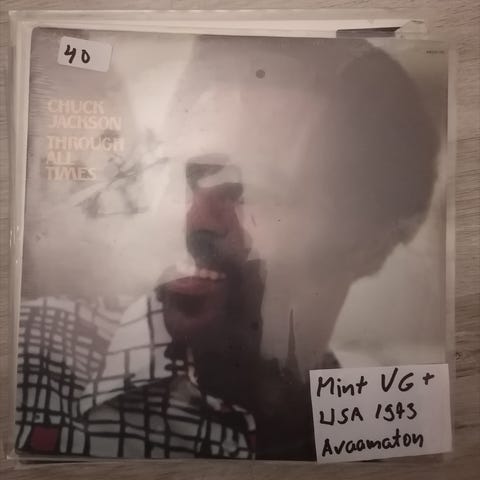 40
CHUCK
JACKSON
THROUGH
ALL
TIMES
Mint VG+
USA 1973
Avaamaton